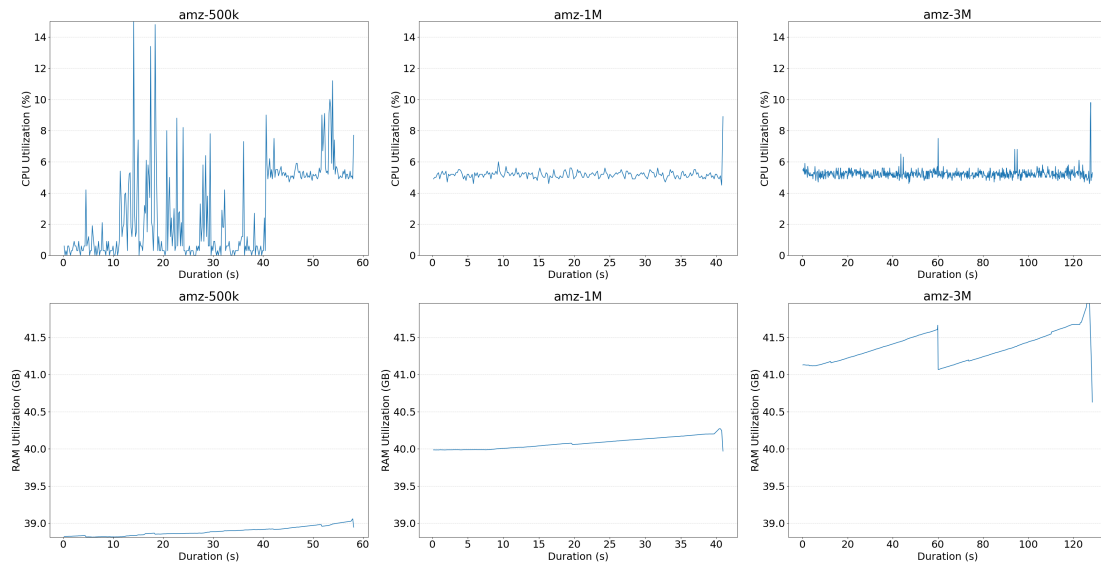 amz-500k
14
12
10
8
6
4
2
0
CPU Utilization (%)
0 10 20 30 40 50 60
Duration (s)
amz-1M
14
12
10
8
6
4
2
0
CPU Utilization (%)
0 5 10 15 20 25 30 35 40
Duration (s)
amz-3M
14
12
10
8
6
4
2
0
CPU Utilization (%)
0 20 40 60 80 100 120
Duration (s)
amz-500k
41.5
41.0
40.5
40.0
39.5
39.0
RAM Utilization (GB)
0 10 20 30 40 50 60
Duration (s)
amz-1M
41.5
41.0
40.5
40.0
39.5
39.0
RAM Utilization (GB)
0 5 10 15 20 25 30 35 40
Duration (s)
amz-3M
41.5
41.0
40.5
40.0
39.5
39.0
RAM Utilization (GB)
0 20 40 60 80 100 120
Duration (s)